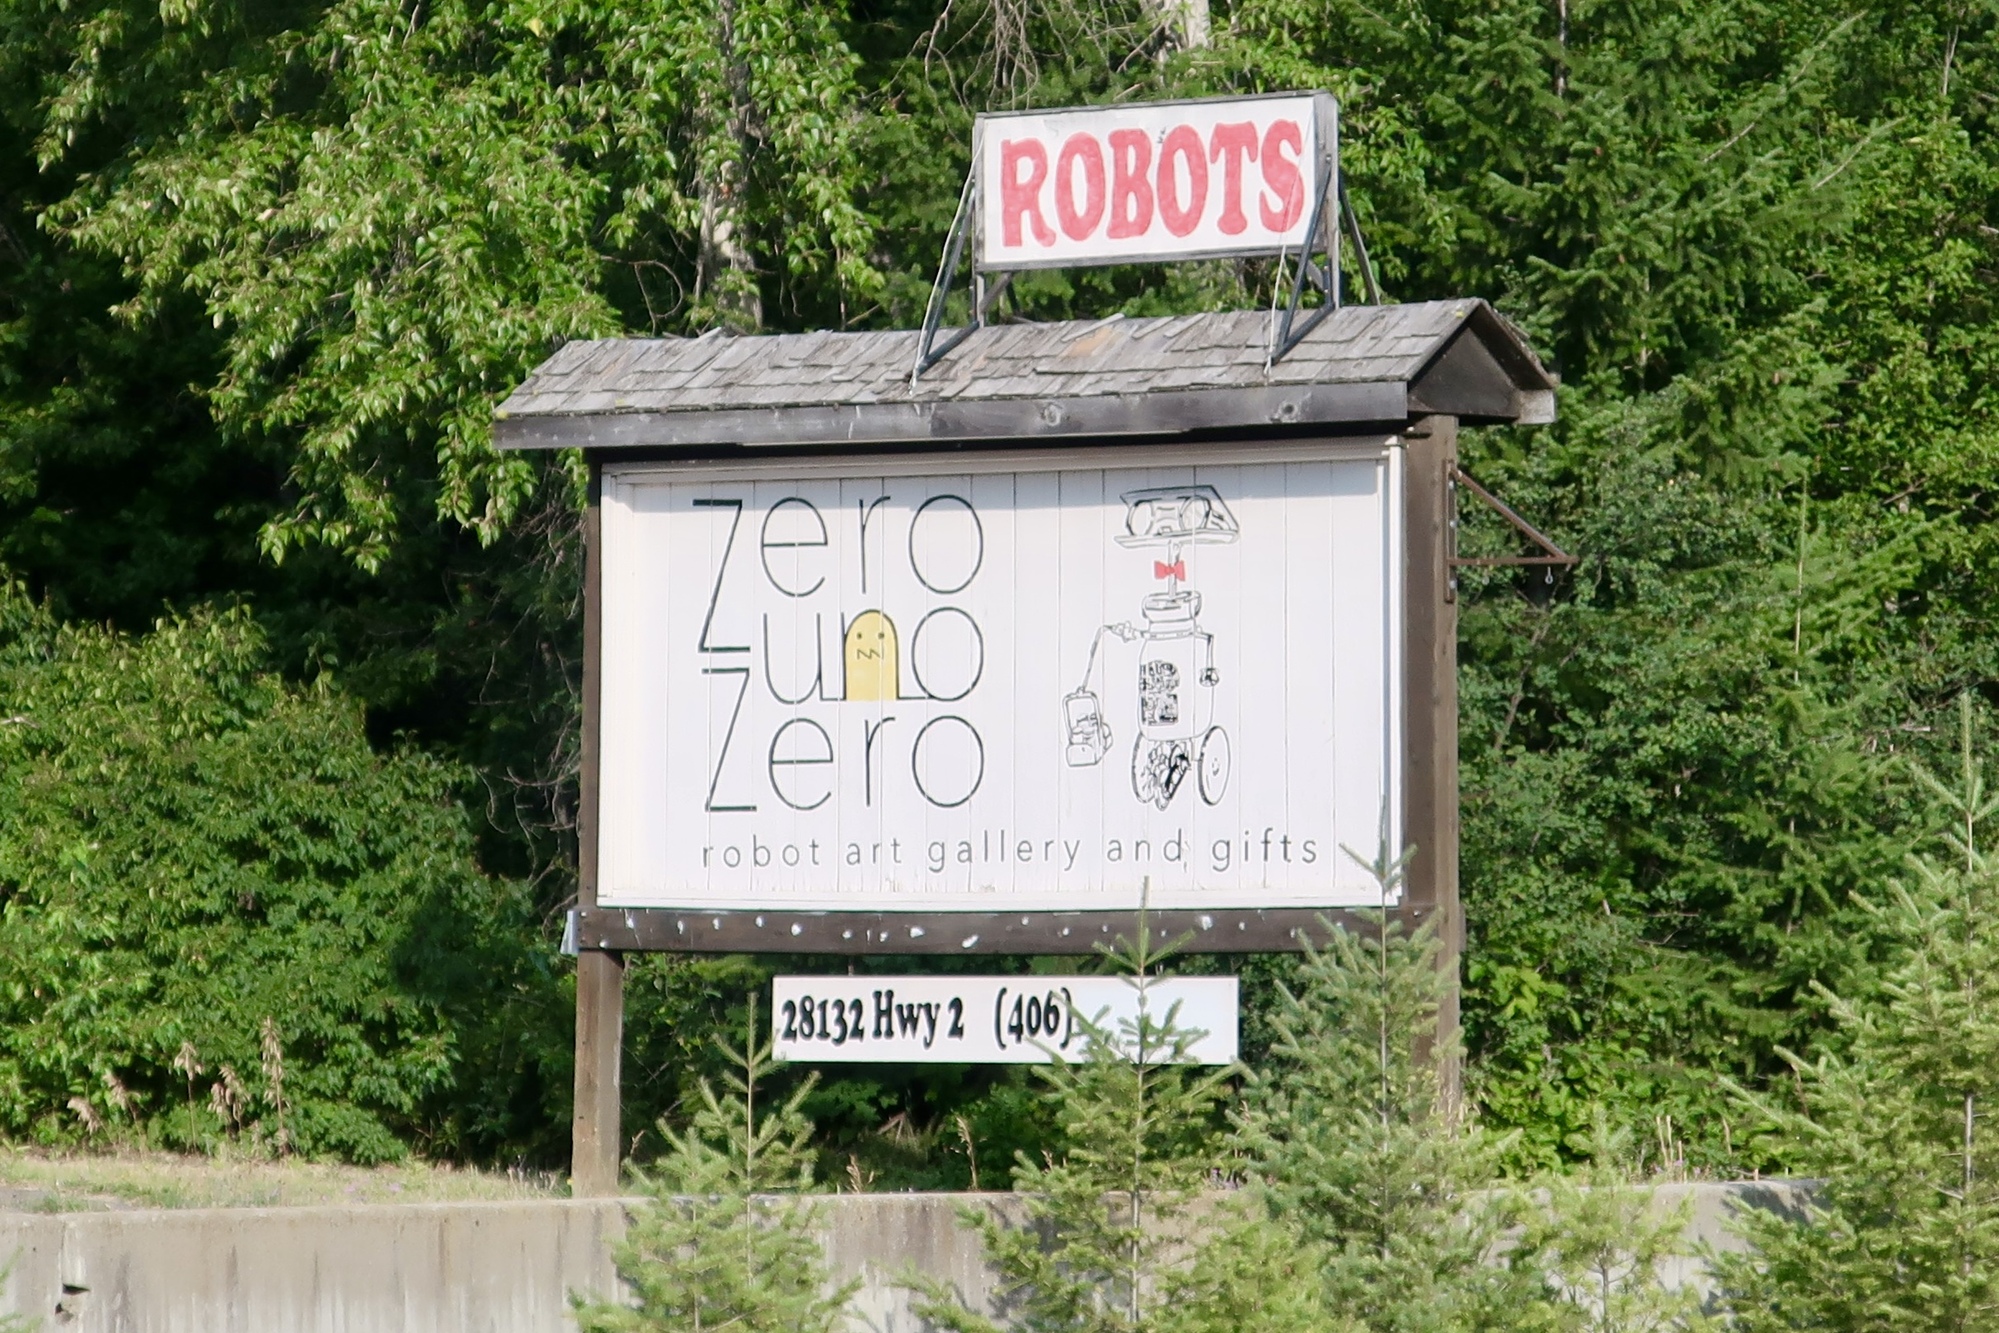 ROBOTS
zero
uno
zero
robot art gallery and gifts
28132 Hwy 2 (406)